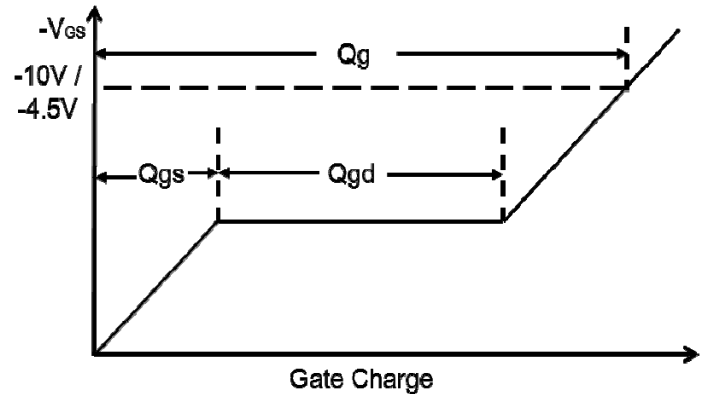 -VGS
-10V /
-4.5V
Qg
Qgs
Qgd
Gate Charge